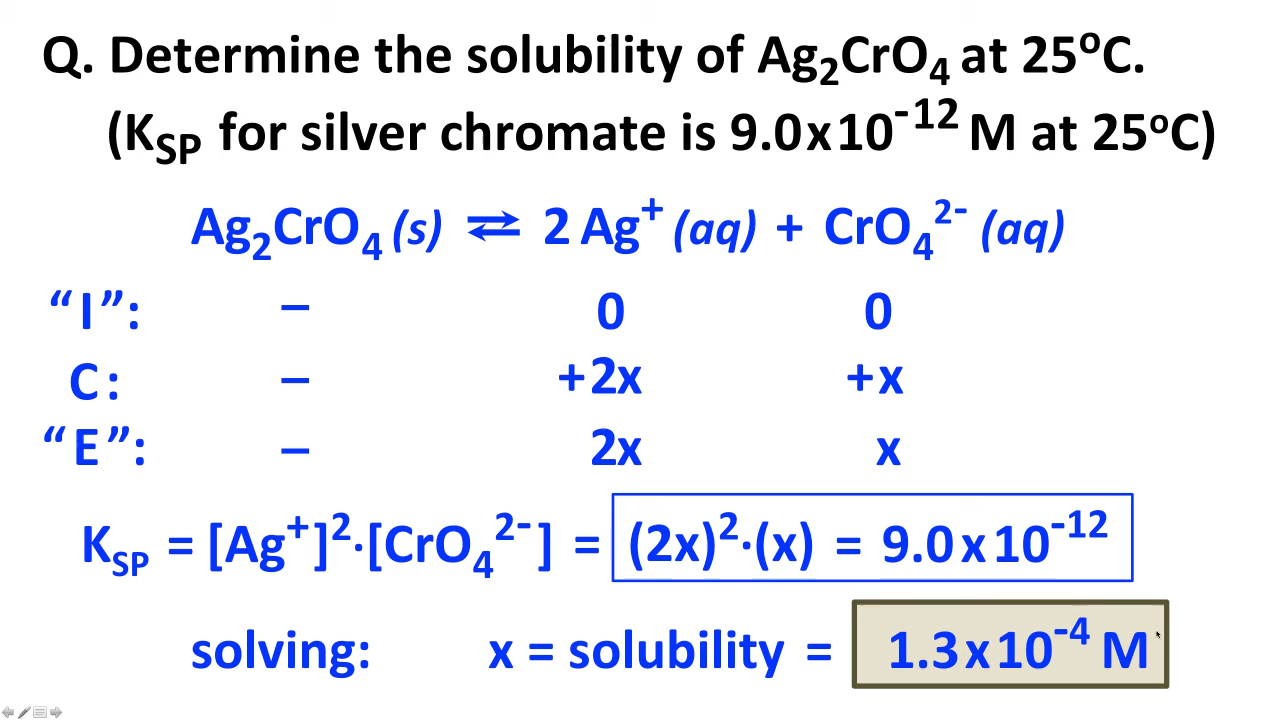 Q. Determine the solubility of Ag₂CrO₄ at 25ºC.
(K_SP for silver chromate is 9.0x10⁻¹² M at 25ºC)
Ag₂CrO₄ (s) ⇌ 2 Ag⁺ (aq) + CrO₄²⁻ (aq)
“I”: – 0 0
C: – +2x +x
“E”: – 2x x
K_SP = [Ag⁺]²·[CrO₄²⁻] = (2x)²·(x) = 9.0x10⁻¹²
solving: x = solubility = 1.3x10⁻⁴ M